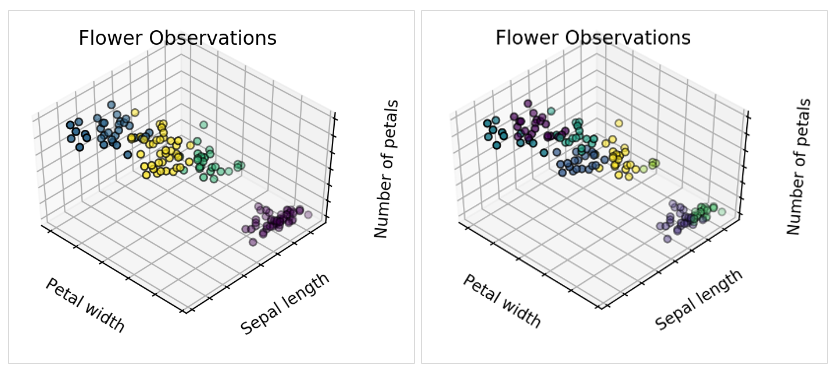 Flower Observations
Number of petals
Petal width
Sepal length
Flower Observations
Number of petals
Petal width
Sepal length